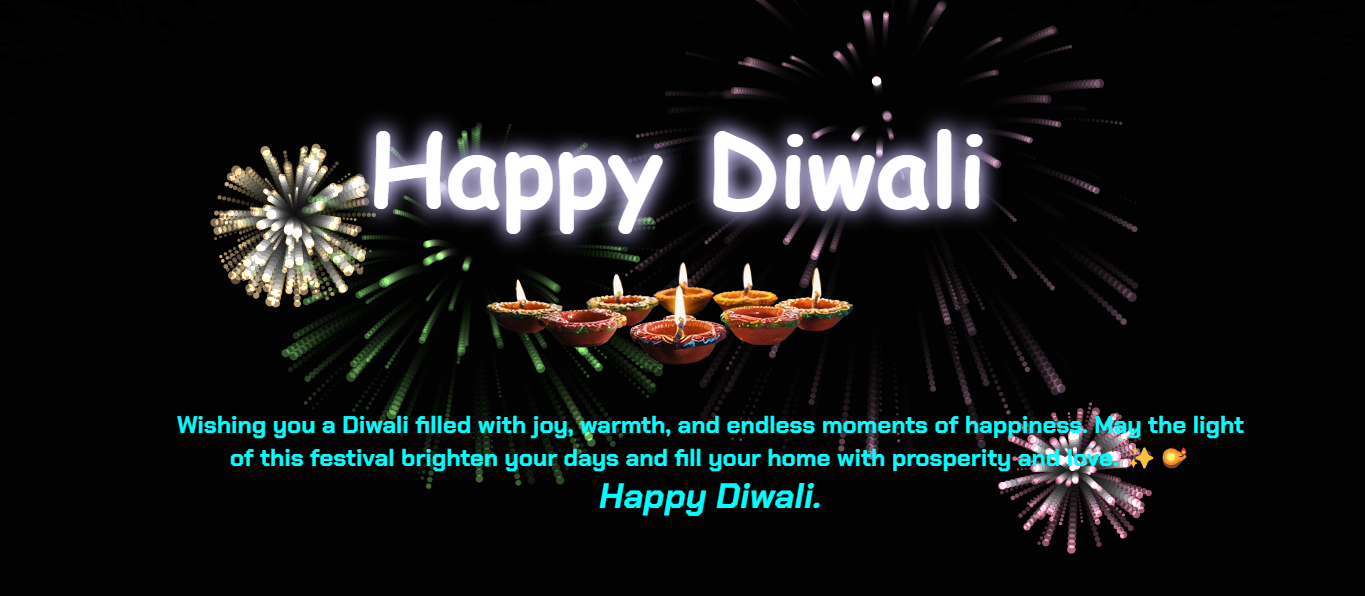 Happy Diwali
Wishing you a Diwali filled with joy, warmth, and endless moments of happiness. May the light
of this festival brighten your days and fill your home with prosperity and love. ✨ 🪔
Happy Diwali.